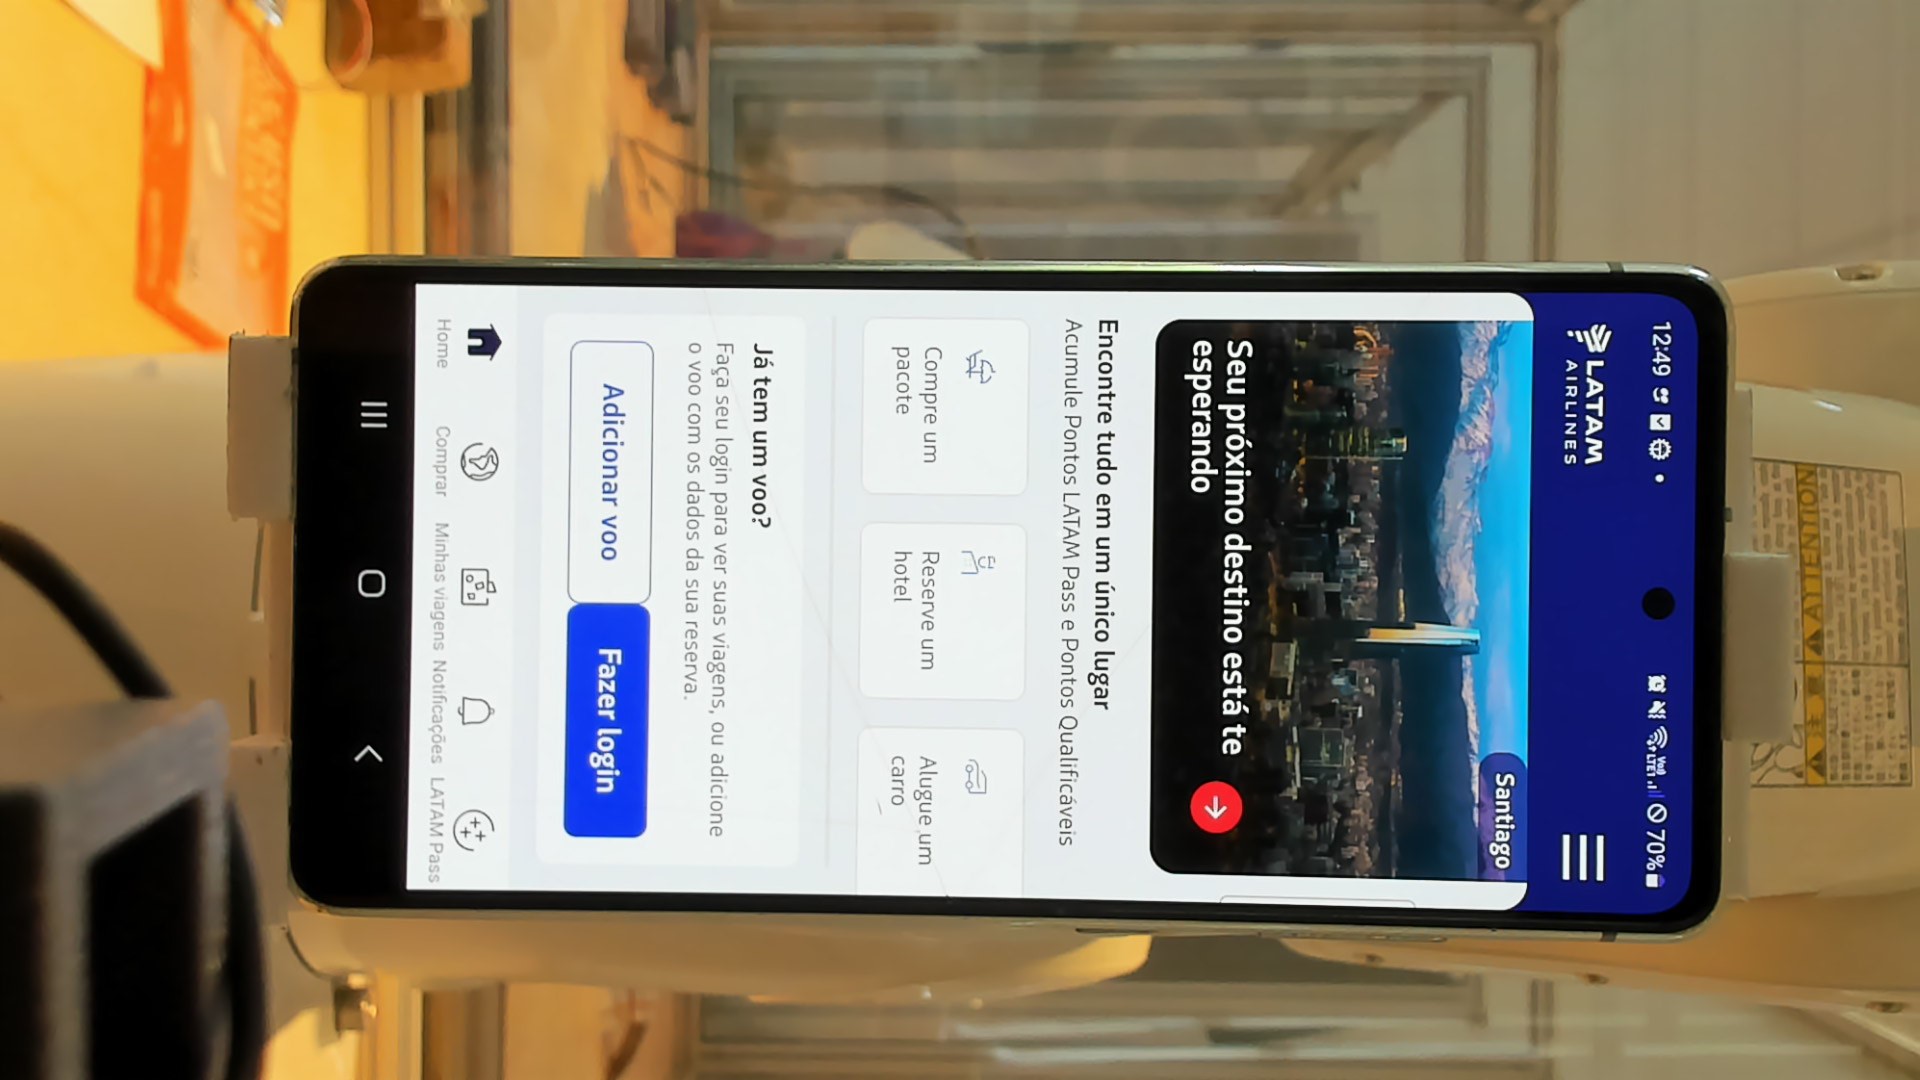 12:49
VoD
LTE1
70%
LATAM
AIRLINES
Santiago
Seu próximo destino está te
esperando
Encontre tudo em um único lugar
Acumule Pontos LATAM Pass e Pontos Qualificáveis
Compre um
pacote
Reserve um
hotel
Alugue um
carro
Já tem um voo?
Faça seu login para ver suas viagens, ou adicione
o voo com os dados da sua reserva.
Adicionar voo
Fazer login
Home
Comprar
Minhas viagens
Notificações
LATAM Pass
ATTENTION